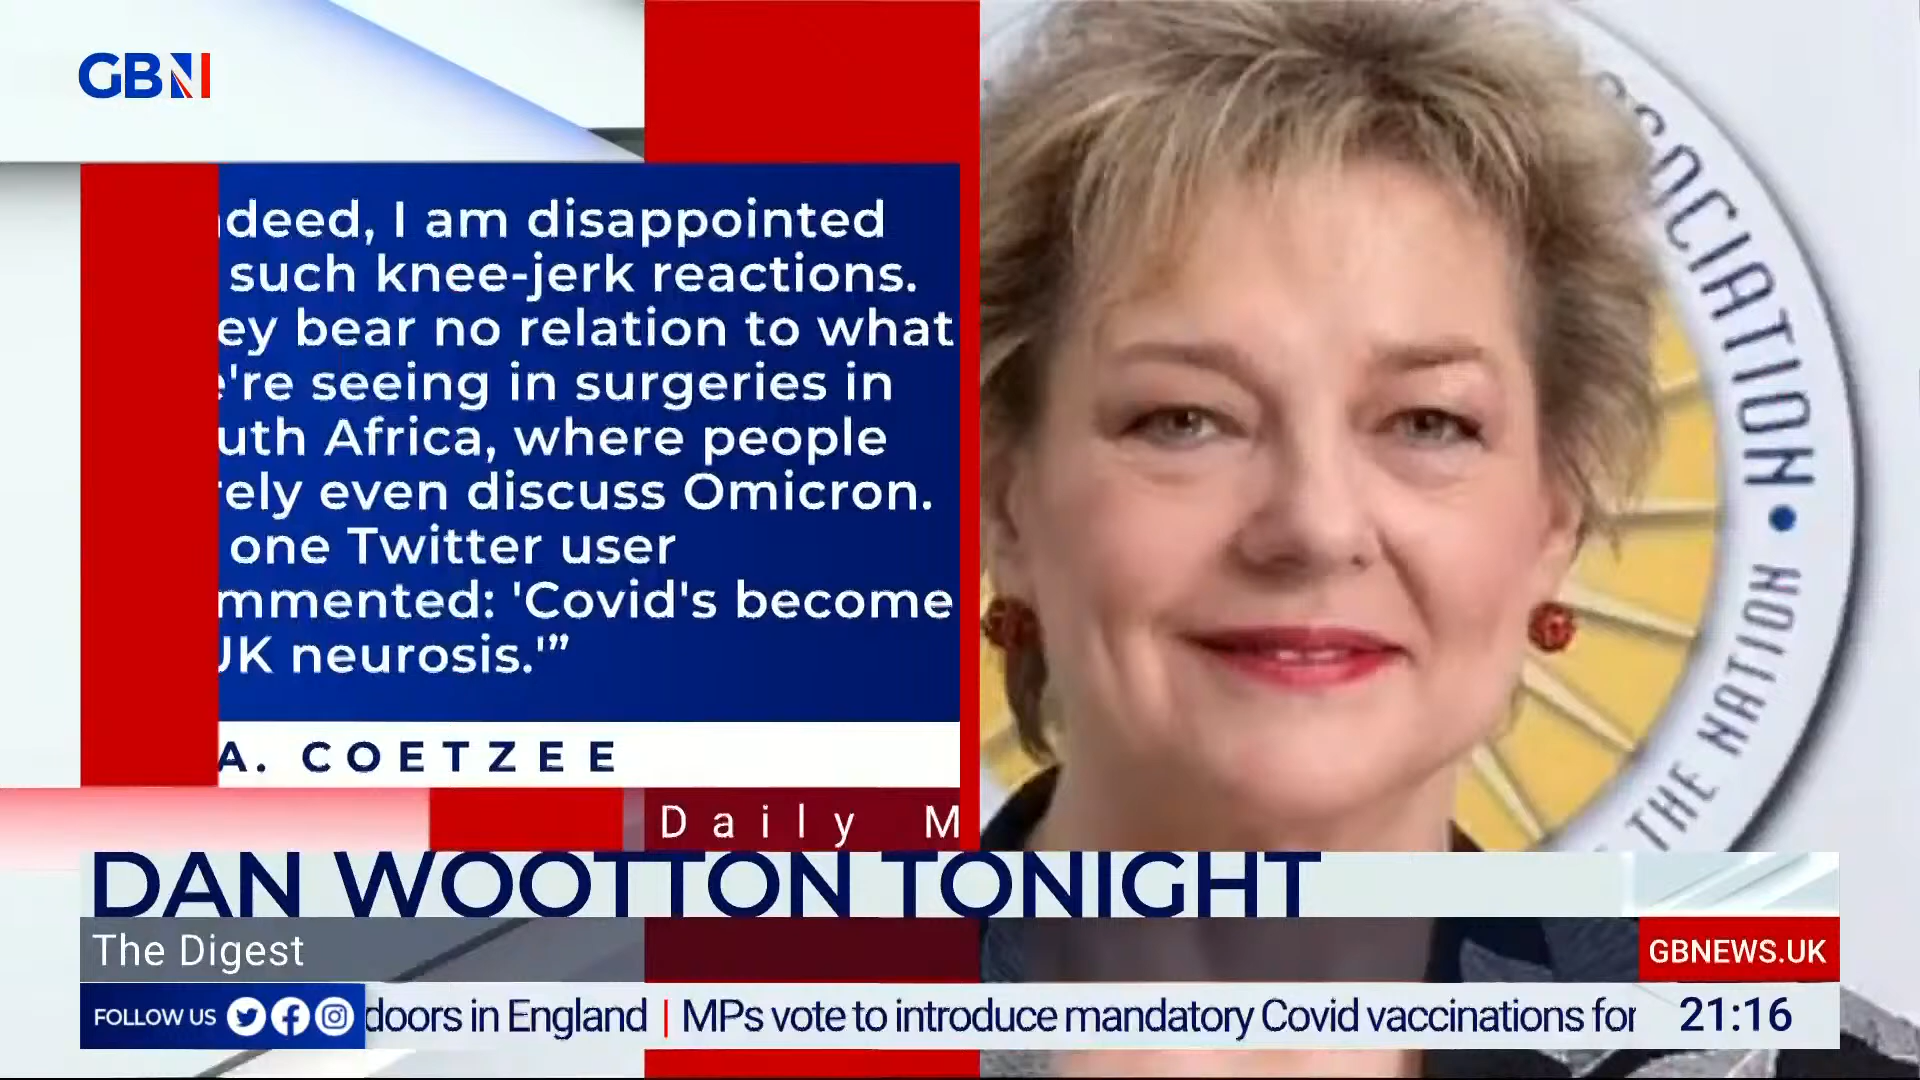 GBN
ndeed, I am disappointed
such knee-jerk reactions.
ey bear no relation to what
e're seeing in surgeries in
uth Africa, where people
rely even discuss Omicron.
one Twitter user
mmented: 'Covid's become
UK neurosis.'”
A. COETZEE
Daily M
SOCIATION •
THE NATION
DAN WOOTTON TONIGHT
The Digest
GBNEWS.UK
FOLLOW US
doors in England | MPs vote to introduce mandatory Covid vaccinations for
21:16